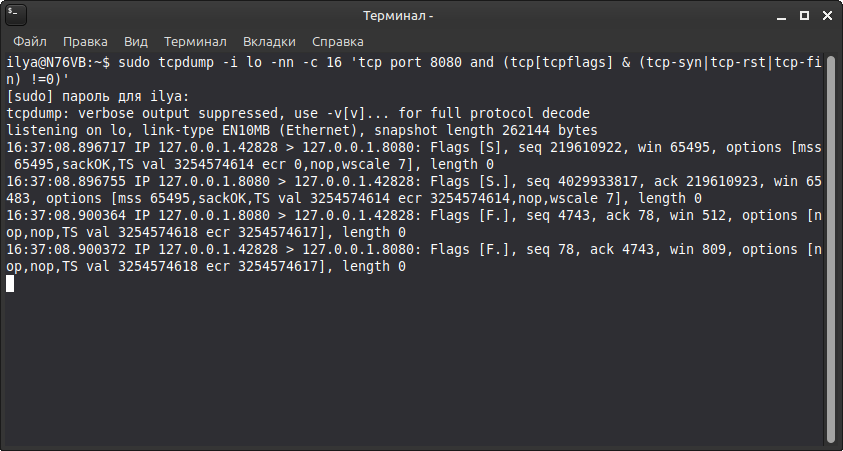 Терминал -
Файл Правка Вид Терминал Вкладки Справка
ilya@N76VB:~$ sudo tcpdump -i lo -nn -c 16 'tcp port 8080 and (tcp[tcpflags] & (tcp-syn|tcp-rst|tcp-fi
n) !=0)'
[sudo] пароль для ilya:
tcpdump: verbose output suppressed, use -v[v]... for full protocol decode
listening on lo, link-type EN10MB (Ethernet), snapshot length 262144 bytes
16:37:08.896717 IP 127.0.0.1.42828 > 127.0.0.1.8080: Flags [S], seq 219610922, win 65495, options [mss
 65495,sackOK,TS val 3254574614 ecr 0,nop,wscale 7], length 0
16:37:08.896755 IP 127.0.0.1.8080 > 127.0.0.1.42828: Flags [S.], seq 4029933817, ack 219610923, win 65
483, options [mss 65495,sackOK,TS val 3254574614 ecr 3254574614,nop,wscale 7], length 0
16:37:08.900364 IP 127.0.0.1.8080 > 127.0.0.1.42828: Flags [F.], seq 4743, ack 78, win 512, options [n
op,nop,TS val 3254574618 ecr 3254574617], length 0
16:37:08.900372 IP 127.0.0.1.42828 > 127.0.0.1.8080: Flags [F.], seq 78, ack 4743, win 809, options [n
op,nop,TS val 3254574618 ecr 3254574617], length 0